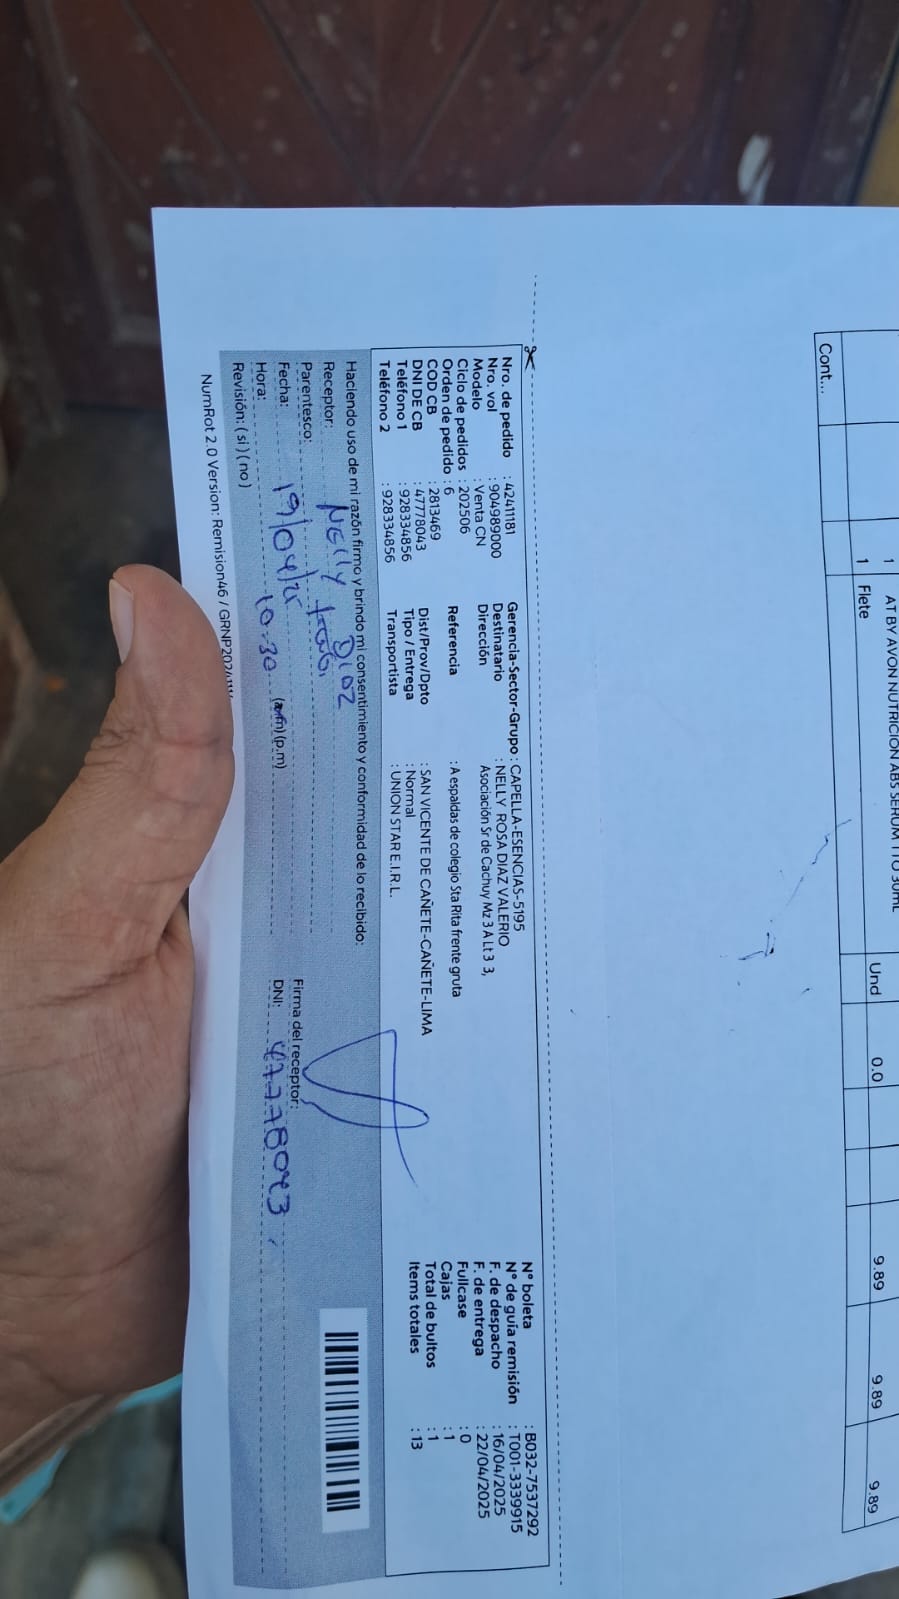 1 AT BY AVON NUTRICION ABS SERUM TTO 30ML
1 Flete Und 0.0 9.89 9.89 9.89
Cont...
Nro. de pedido : 42411181
Nro. vol : 904989000
Modelo : Venta CN
Ciclo de pedidos : 202506
Orden de pedido : 6
COD CB : 2813469
DNI DE CB : 47778043
Teléfono 1 : 928334856
Teléfono 2 : 928334856
Gerencia-Sector-Grupo : CAPELLA-ESENCIAS-5195
Destinatario : NELLY ROSA DIAZ VALERIO
Dirección : Asociación Sr de Cachuy Mz 3 A Lt 3 3,
Referencia : A espaldas de colegio Sta Rita frente gruta
Dist/Prov/Dpto : SAN VICENTE DE CAÑETE-CAÑETE-LIMA
Tipo / Entrega : Normal
Transportista : UNION STAR E.I.R.L.
N° boleta : B032-7537292
N° de guía remisión : T001-3339915
F. de despacho : 16/04/2025
F. de entrega : 22/04/2025
Fullcase : 0
Cajas : 1
Total de bultos : 1
Items totales : 13
Haciendo uso de mi razón firmo y brindo mi consentimiento y conformidad de lo recibido:
Receptor: Nelly Diaz
Parentesco:
Fecha: 19/04/25
Hora: 10:30 (a.m) (p.m)
Revisión: ( si ) ( no )
Firma del receptor:
DNI: 47778043
NumRot 2.0 Version: Remision46 /